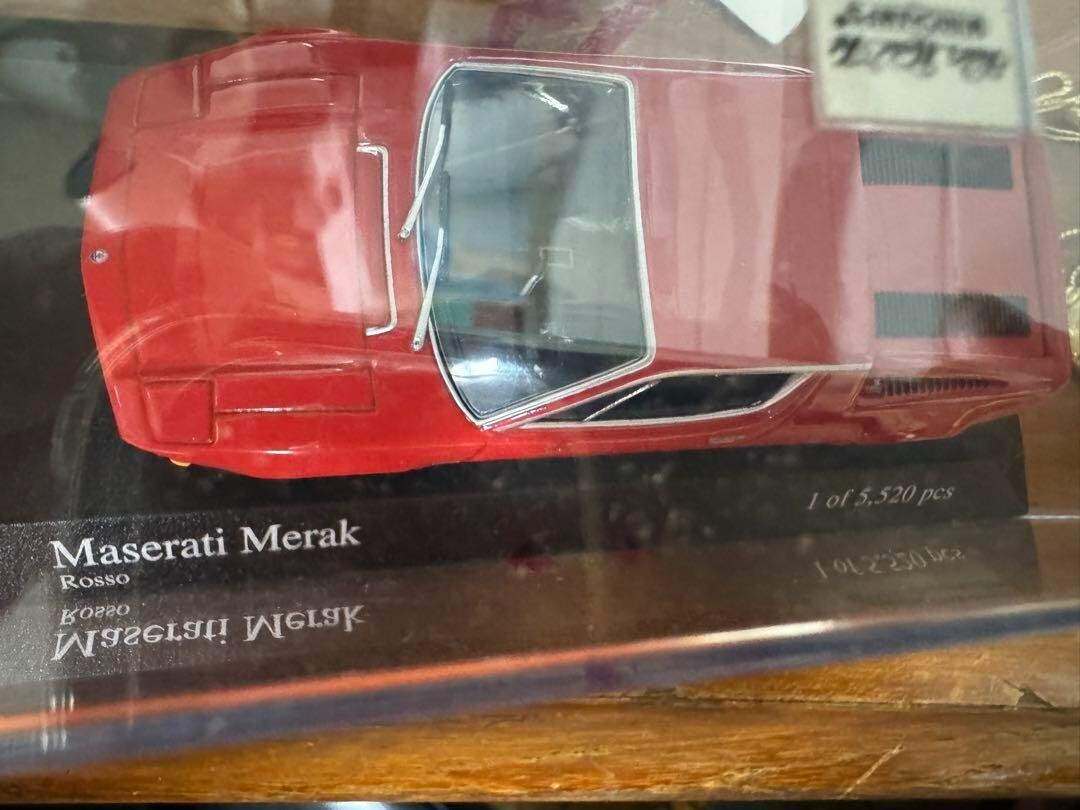 1 of 5,520 pcs
Maserati Merak
Rosso